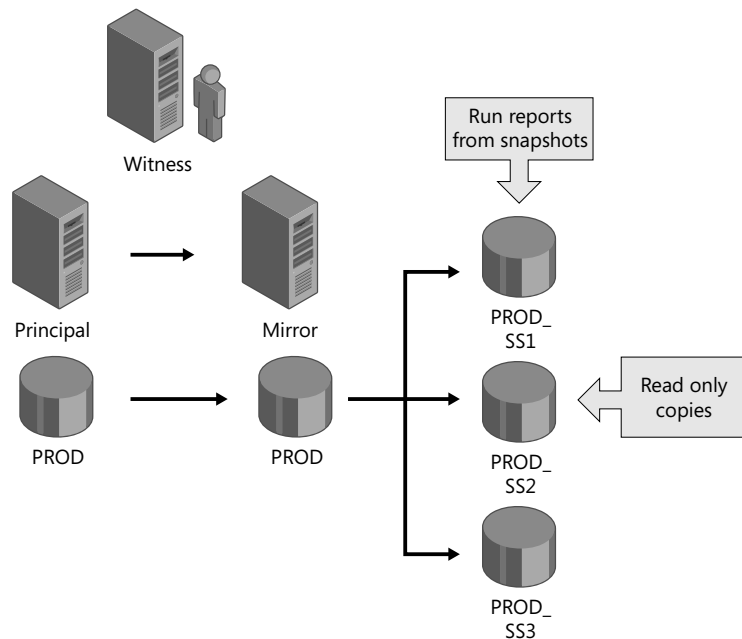 Witness
Run reports
from snapshots
Principal
Mirror
PROD_
SS1
PROD
PROD
PROD_
SS2
Read only
copies
PROD_
SS3